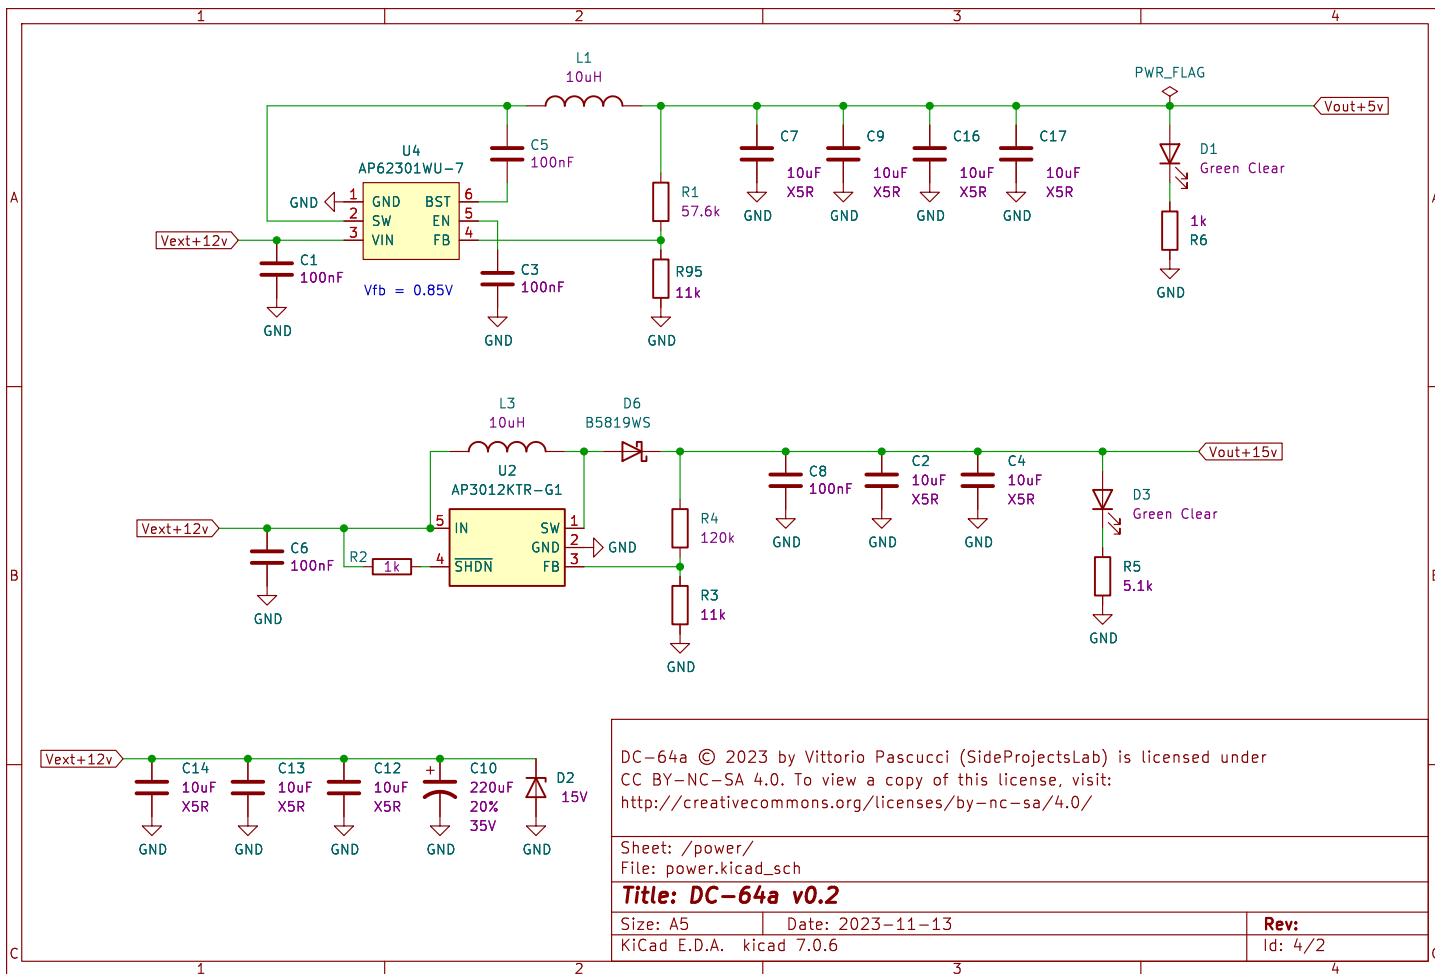 1 2 3 4
L1
10uH
PWR_FLAG
Vout+5v
U4
AP62301WU-7
C5
100nF
C7
10uF
X5R
GND
C9
10uF
X5R
GND
C16
10uF
X5R
GND
C17
10uF
X5R
GND
D1
Green Clear
A
GND
1 GND BST 6
2 SW EN 5
3 VIN FB 4
R1
57.6k
1k
R6
GND
Vext+12v
C1
100nF
GND
Vfb = 0.85V
C3
100nF
GND
R95
11k
GND
L3
10uH
D6
B5819WS
Vout+15v
U2
AP3012KTR-G1
C8
100nF
GND
C2
10uF
X5R
GND
C4
10uF
X5R
GND
D3
Green Clear
Vext+12v
5 IN SW 1
GND 2 GND
4 SHDN FB 3
C6
100nF
GND
R2
1k
R4
120k
R3
11k
GND
R5
5.1k
GND
B
Vext+12v
C14
10uF
X5R
GND
C13
10uF
X5R
GND
C12
10uF
X5R
GND
+
C10
220uF
20%
35V
GND
D2
15V
GND
DC-64a © 2023 by Vittorio Pascucci (SideProjectsLab) is licensed under
CC BY-NC-SA 4.0. To view a copy of this license, visit:
http://creativecommons.org/licenses/by-nc-sa/4.0/
Sheet: /power/
File: power.kicad_sch
Title: DC-64a v0.2
Size: A5 Date: 2023-11-13 Rev:
KiCad E.D.A. kicad 7.0.6 Id: 4/2
C
1 2 3 4